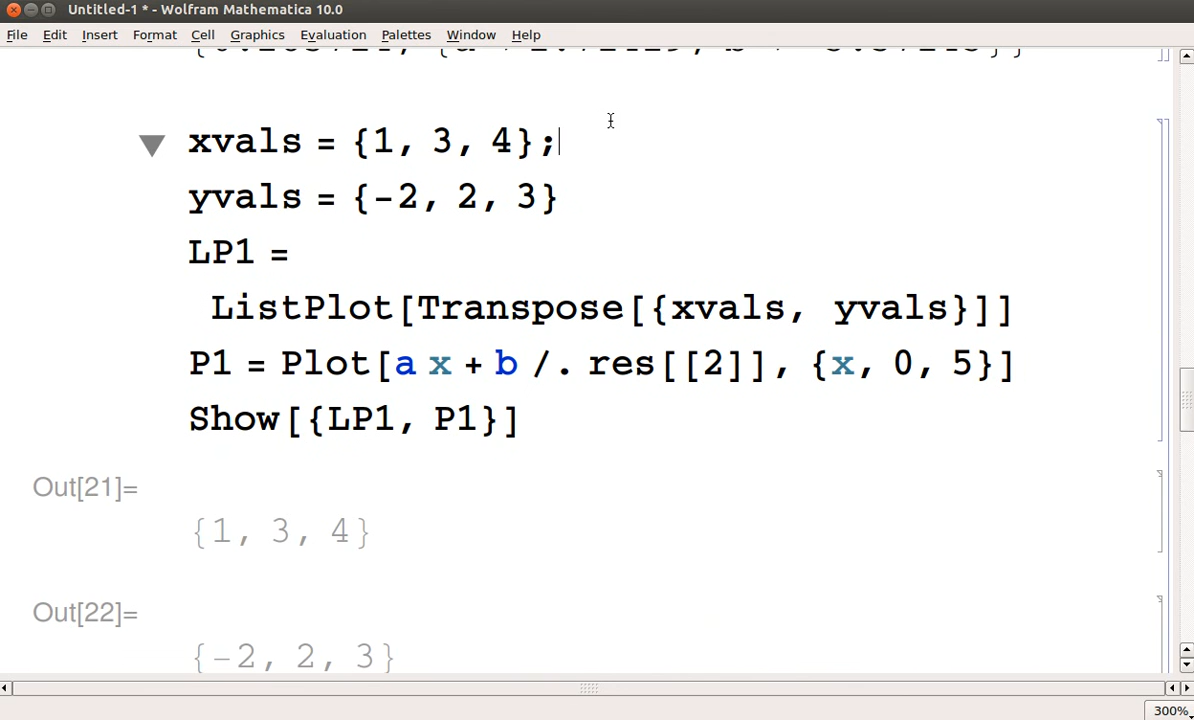 Untitled-1 * - Wolfram Mathematica 10.0
File Edit Insert Format Cell Graphics Evaluation Palettes Window Help
xvals = {1, 3, 4};
yvals = {-2, 2, 3}
LP1 =
ListPlot[Transpose[{xvals, yvals}]]
P1 = Plot[a x + b /. res[[2]], {x, 0, 5}]
Show[{LP1, P1}]
Out[21]=
{1, 3, 4}
Out[22]=
{-2, 2, 3}
300%